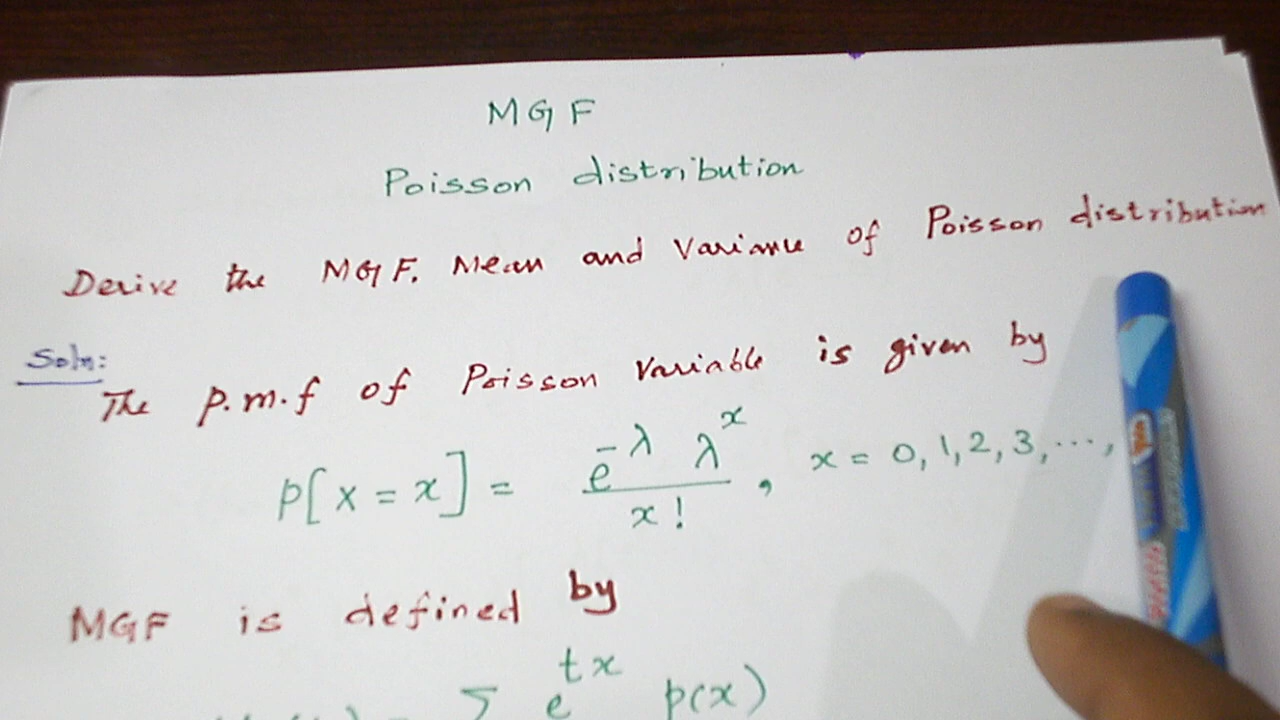 MGF
Poisson distribution
Derive the MGF. Mean and Variance of Poisson distribution
Soln:
The p.m.f of Poisson Variable is given by
P[X = x] = e^{-λ} λ^x / x! , x = 0, 1, 2, 3, ...,
MGF is defined by
Σ e^{tx} p(x)